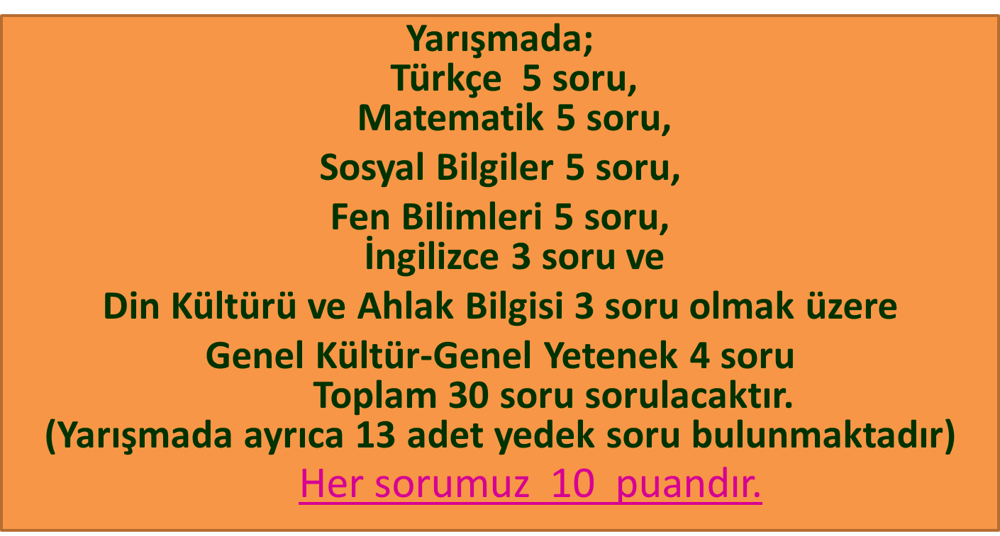 Yarışmada;
Türkçe  5 soru,
Matematik 5 soru,
Sosyal Bilgiler 5 soru,
Fen Bilimleri 5 soru,
İngilizce 3 soru ve
Din Kültürü ve Ahlak Bilgisi 3 soru olmak üzere
Genel Kültür-Genel Yetenek 4 soru
Toplam 30 soru sorulacaktır.
(Yarışmada ayrıca 13 adet yedek soru bulunmaktadır)
Her sorumuz  10  puandır.